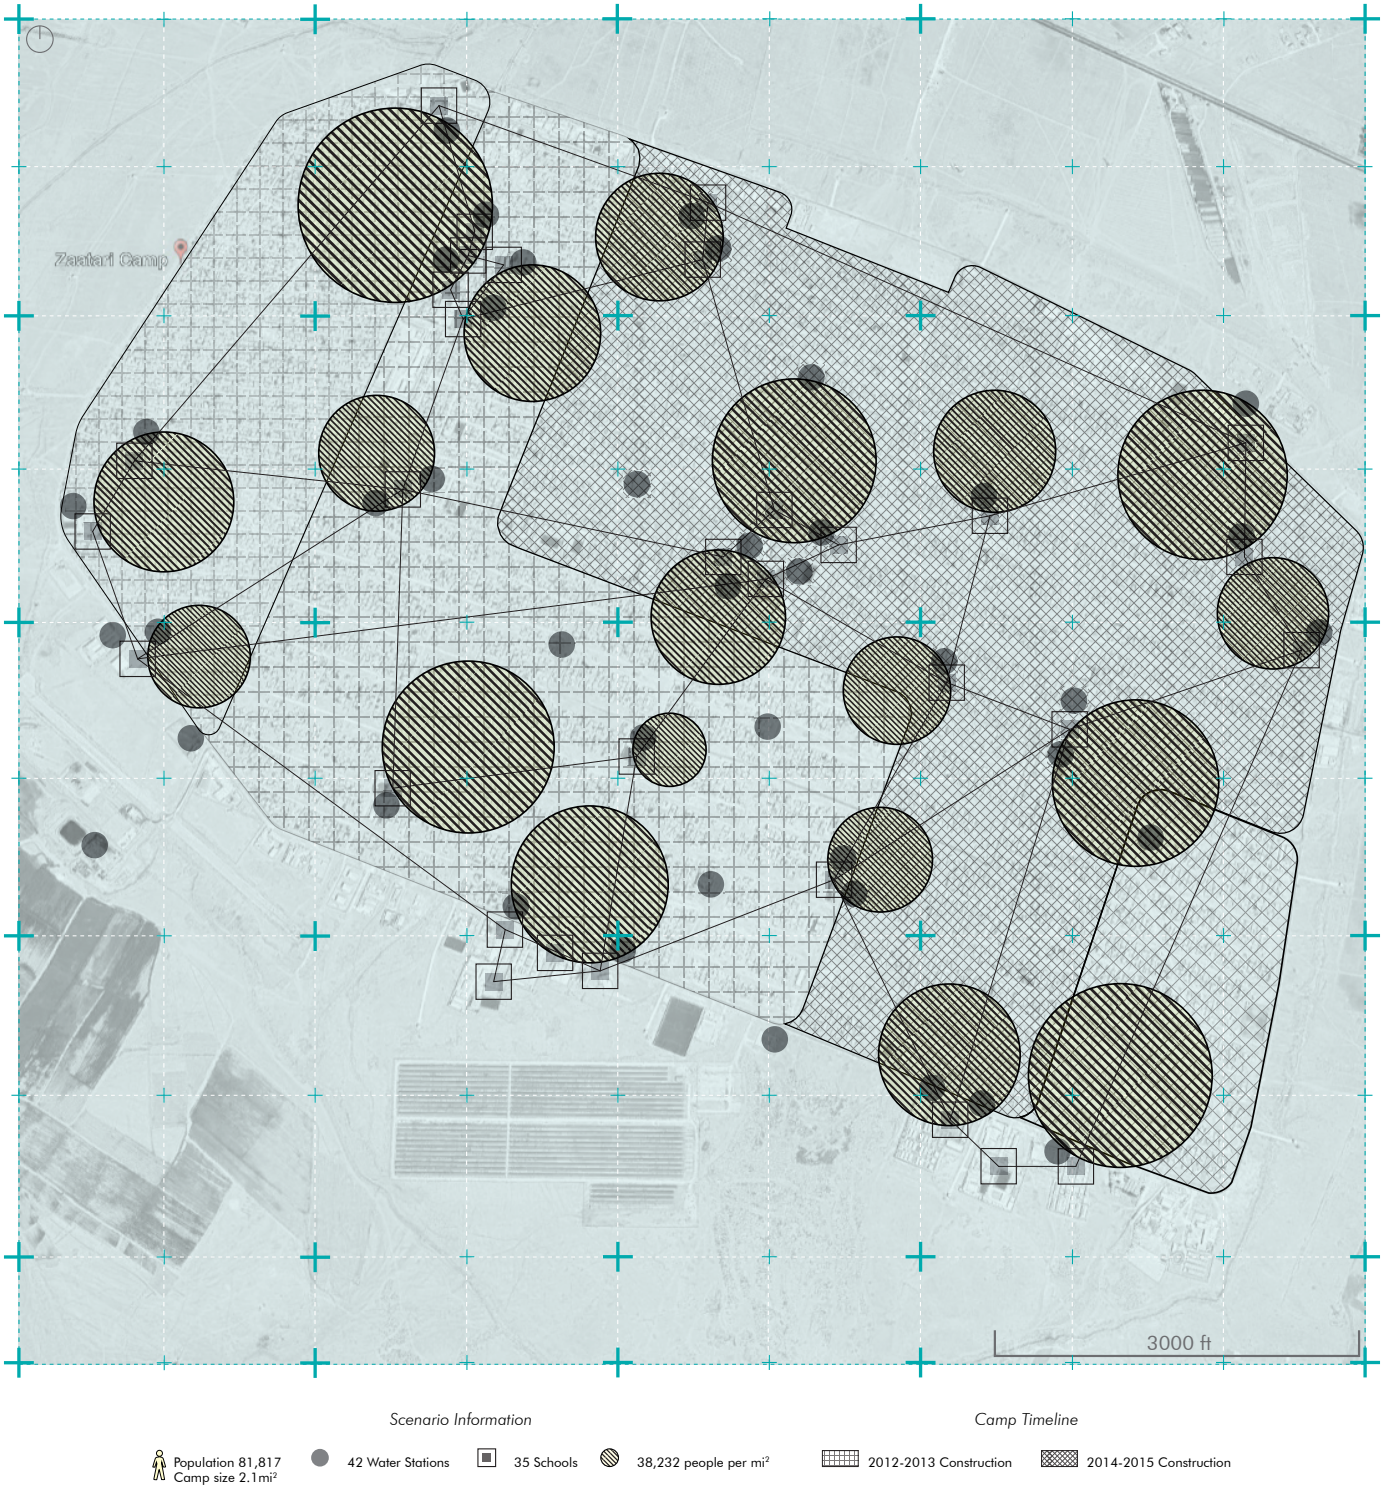 Zaatari Camp
3000 ft
Scenario Information
Camp Timeline
Population 81,817
Camp size 2.1mi²
42 Water Stations
35 Schools
38,232 people per mi²
2012-2013 Construction
2014-2015 Construction